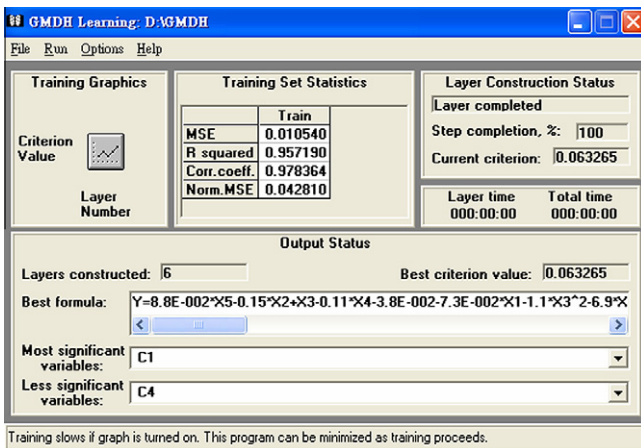 GMDH Learning: D:\GMDH
File Run Options Help
Training Graphics
Criterion
Value
Layer
Number
Training Set Statistics
Train
MSE 0.010540
R squared 0.957190
Corr.coeff. 0.978364
Norm.MSE 0.042810
Layer Construction Status
Layer completed
Step completion, %: 100
Current criterion: 0.063265
Layer time Total time
000:00:00 000:00:00
Output Status
Layers constructed: 6 Best criterion value: 0.063265
Best formula: Y=8.8E-002*X5-0.15*X2+X3-0.11*X4-3.8E-002-7.3E-002*X1-1.1*X3^2-6.9*X
Most significant
variables: C1
Less significant
variables: C4
Training slows if graph is turned on. This program can be minimized as training proceeds.